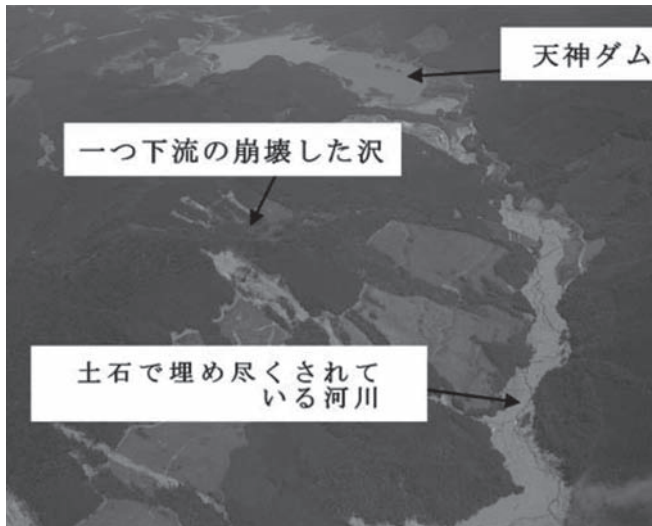 天神ダム
一つ下流の崩壊した沢
土石で埋め尽くされて
いる河川